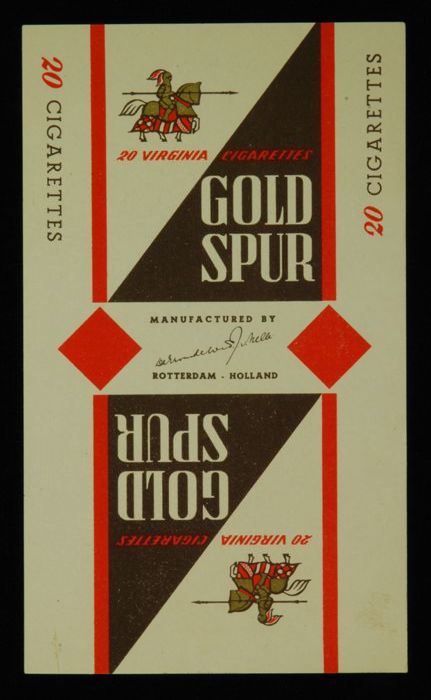 20 CIGARETTES
20 VIRGINIA CIGARETTES
GOLD
SPUR
20 CIGARETTES
MANUFACTURED BY
ROTTERDAM - HOLLAND
GOLD
SPUR
20 VIRGINIA CIGARETTES